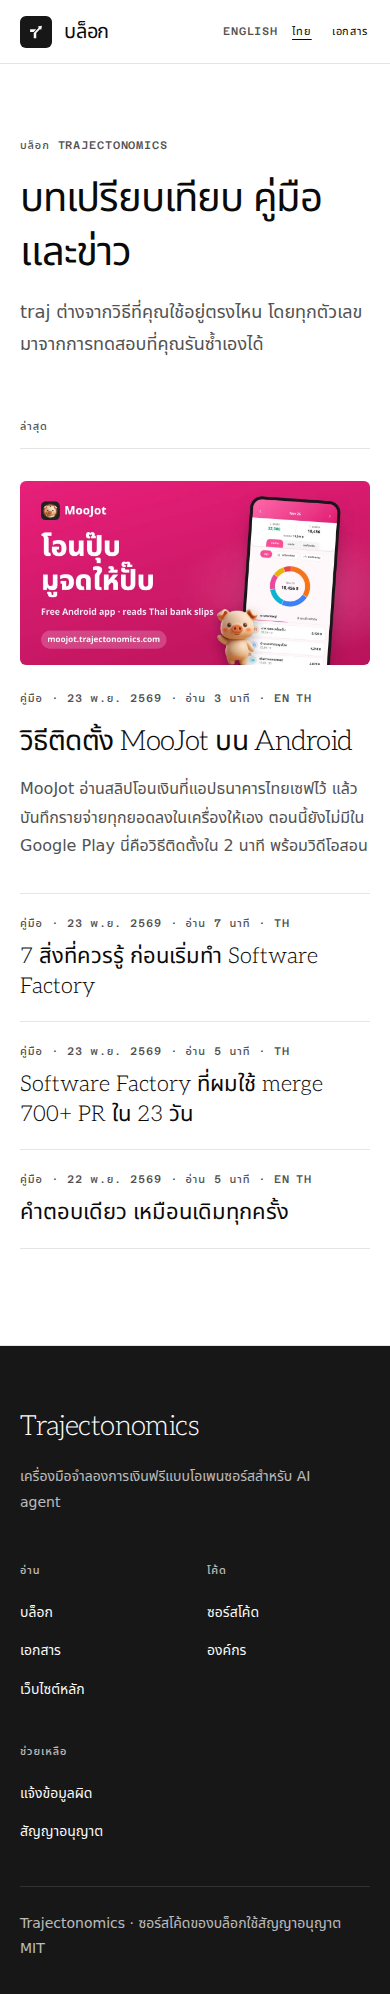 บล็อก
ENGLISH ไทย เอกสาร
บล็อก TRAJECTONOMICS
บทเปรียบเทียบ คู่มือ
และข่าว
traj ต่างจากวิธีที่คุณใช้อยู่ตรงไหน โดยทุกตัวเลข
มาจากการทดสอบที่คุณรันซ้ำเองได้
ล่าสุด
MooJot
โอนปุ๊บ
มูจดให้ปั๊บ
Free Android app · reads Thai bank slips
moojot.trajectonomics.com
คู่มือ · 23 พ.ย. 2569 · อ่าน 3 นาที · EN TH
วิธีติดตั้ง MooJot บน Android
MooJot อ่านสลิปโอนเงินที่แอปธนาคารไทยเซฟไว้ แล้ว
บันทึกรายจ่ายทุกยอดลงในเครื่องให้เอง ตอนนี้ยังไม่มีใน
Google Play นี่คือวิธีติดตั้งใน 2 นาที พร้อมวิดีโอสอน
คู่มือ · 23 พ.ย. 2569 · อ่าน 7 นาที · TH
7 สิ่งที่ควรรู้ ก่อนเริ่มทำ Software
Factory
คู่มือ · 23 พ.ย. 2569 · อ่าน 5 นาที · TH
Software Factory ที่ผมใช้ merge
700+ PR ใน 23 วัน
คู่มือ · 22 พ.ย. 2569 · อ่าน 5 นาที · EN TH
คำตอบเดียว เหมือนเดิมทุกครั้ง
Trajectonomics
เครื่องมือจำลองการเงินฟรีแบบโอเพนซอร์สสำหรับ AI
agent
อ่าน
บล็อก
เอกสาร
เว็บไซต์หลัก
โค้ด
ซอร์สโค้ด
องค์กร
ช่วยเหลือ
แจ้งข้อมูลผิด
สัญญาอนุญาต
Trajectonomics · ซอร์สโค้ดของบล็อกใช้สัญญาอนุญาต
MIT